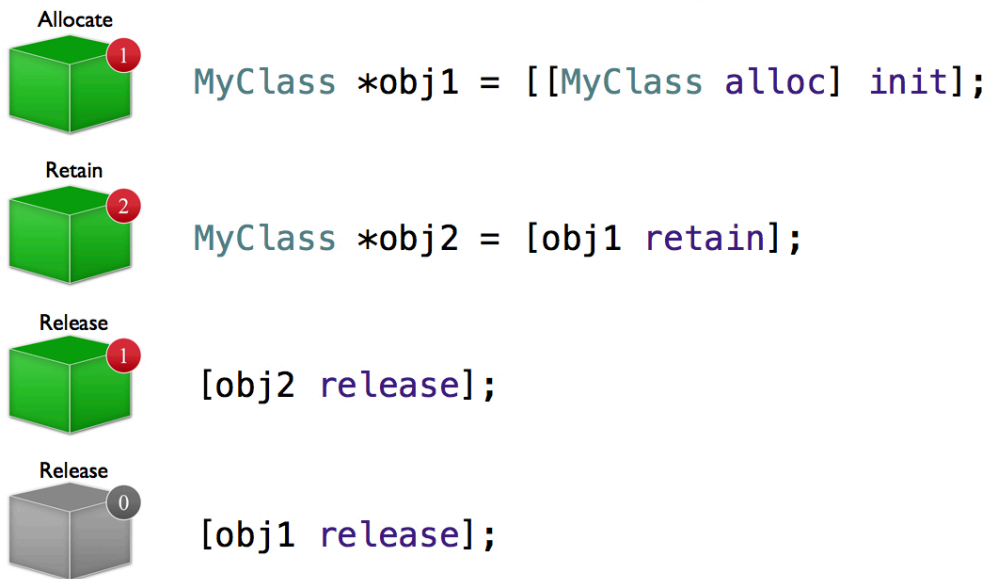 Allocate
1
MyClass *obj1 = [[MyClass alloc] init];
Retain
2
MyClass *obj2 = [obj1 retain];
Release
1
[obj2 release];
Release
0
[obj1 release];